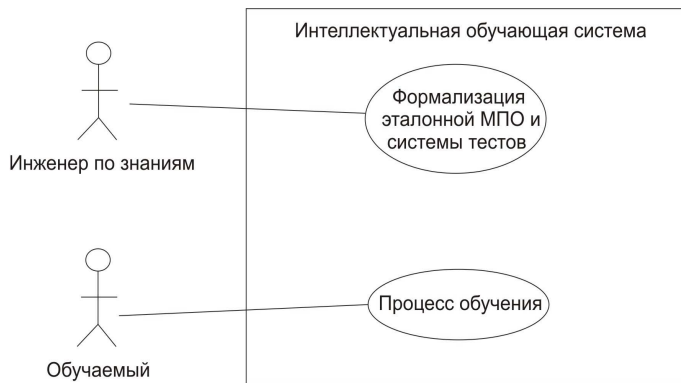 Интеллектуальная обучающая система
Формализация
эталонной МПО и
системы тестов
Инженер по знаниям
Процесс обучения
Обучаемый